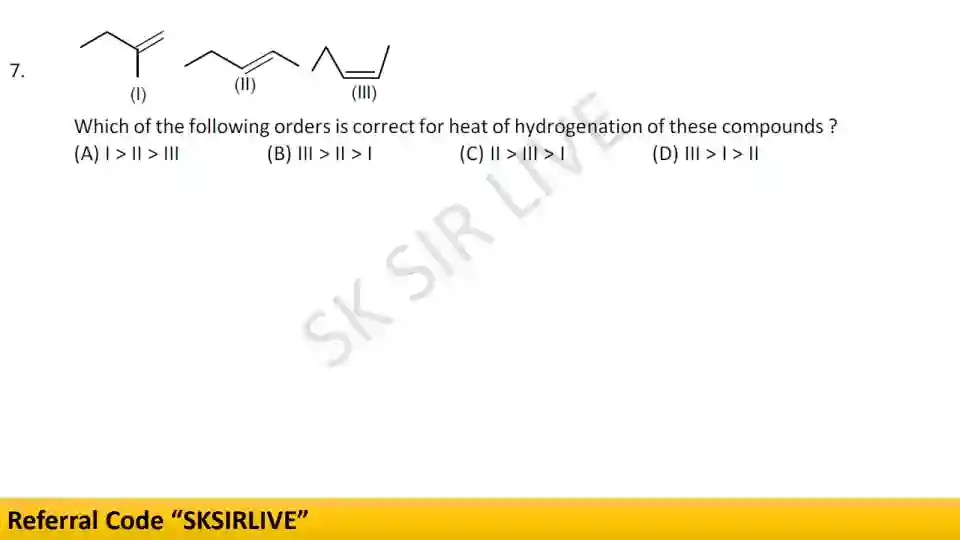 7.
(I)
(II)
(III)
Which of the following orders is correct for heat of hydrogenation of these compounds ?
(A) I > II > III (B) III > II > I (C) II > III > I (D) III > I > II
SK SIR LIVE
Referral Code “SKSIRLIVE”